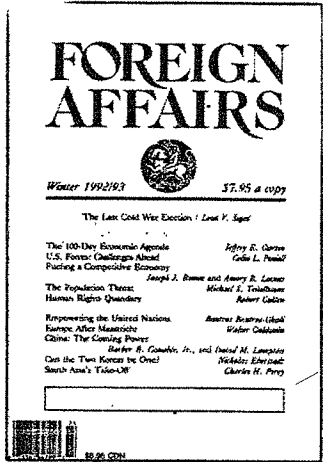 FOREIGN
AFFAIRS
Winter 1992/93 $7.95 a copy
The Last Cold War Election : Leon V. Sigal
The 100-Day Economic Agenda Jeffrey E. Garten
U.S. Forces: Challenges Ahead Colin L. Powell
Fueling a Competitive Economy
Joseph J. Romm and Amory B. Lovins
The Population Threat Michael S. Teitelbaum
Human Rights Quandary
Empowering the United Nations Boutros Boutros-Ghali
Europe After Maastricht Walter Goldstein
China: The Coming Power
Barber B. Conable, Jr., and David M. Lampton
Can the Two Koreas be One? Nicholas Eberstadt
South Asia's Take-Off Charles H. Percy
$8.95 CDN